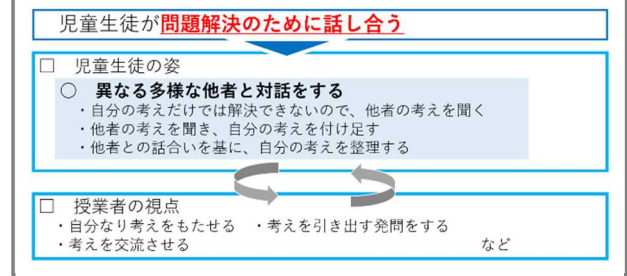 児童生徒が問題解決のために話し合う
□ 児童生徒の姿
○ 異なる多様な他者と対話をする
・自分の考えだけでは解決できないので、他者の考えを聞く
・他者の考えを聞き、自分の考えを付け足す
・他者との話合いを基に、自分の考えを整理する
□ 授業者の視点
・自分なり考えをもたせる ・考えを引き出す発問をする
・考えを交流させる など